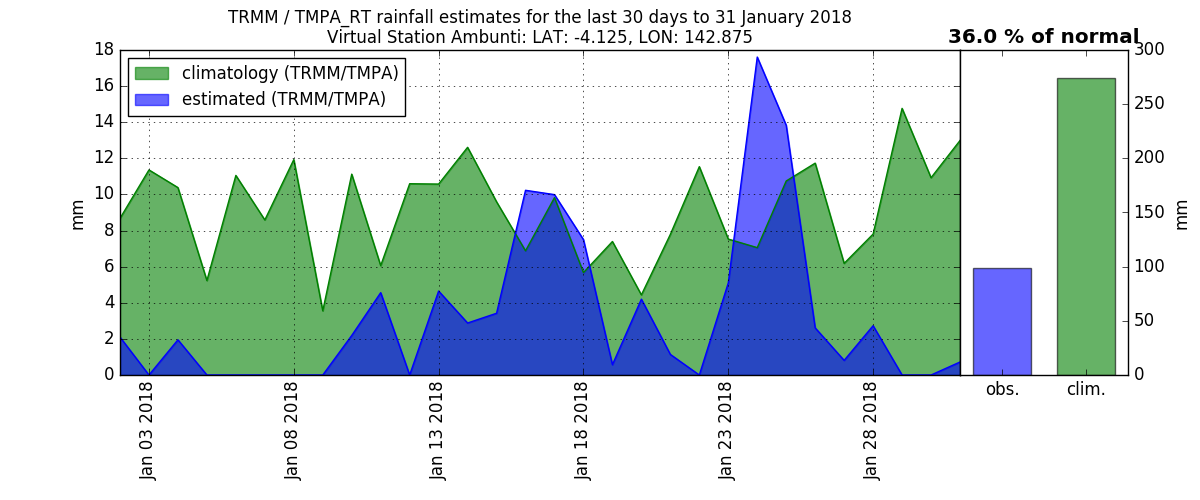 TRMM / TMPA_RT rainfall estimates for the last 30 days to 31 January 2018
Virtual Station Ambunti: LAT: -4.125, LON: 142.875
36.0 % of normal
climatology (TRMM/TMPA)
estimated (TRMM/TMPA)
18
16
14
12
10
8
6
4
2
0
mm
Jan 03 2018
Jan 08 2018
Jan 13 2018
Jan 18 2018
Jan 23 2018
Jan 28 2018
300
250
200
150
100
50
0
mm
obs.
clim.